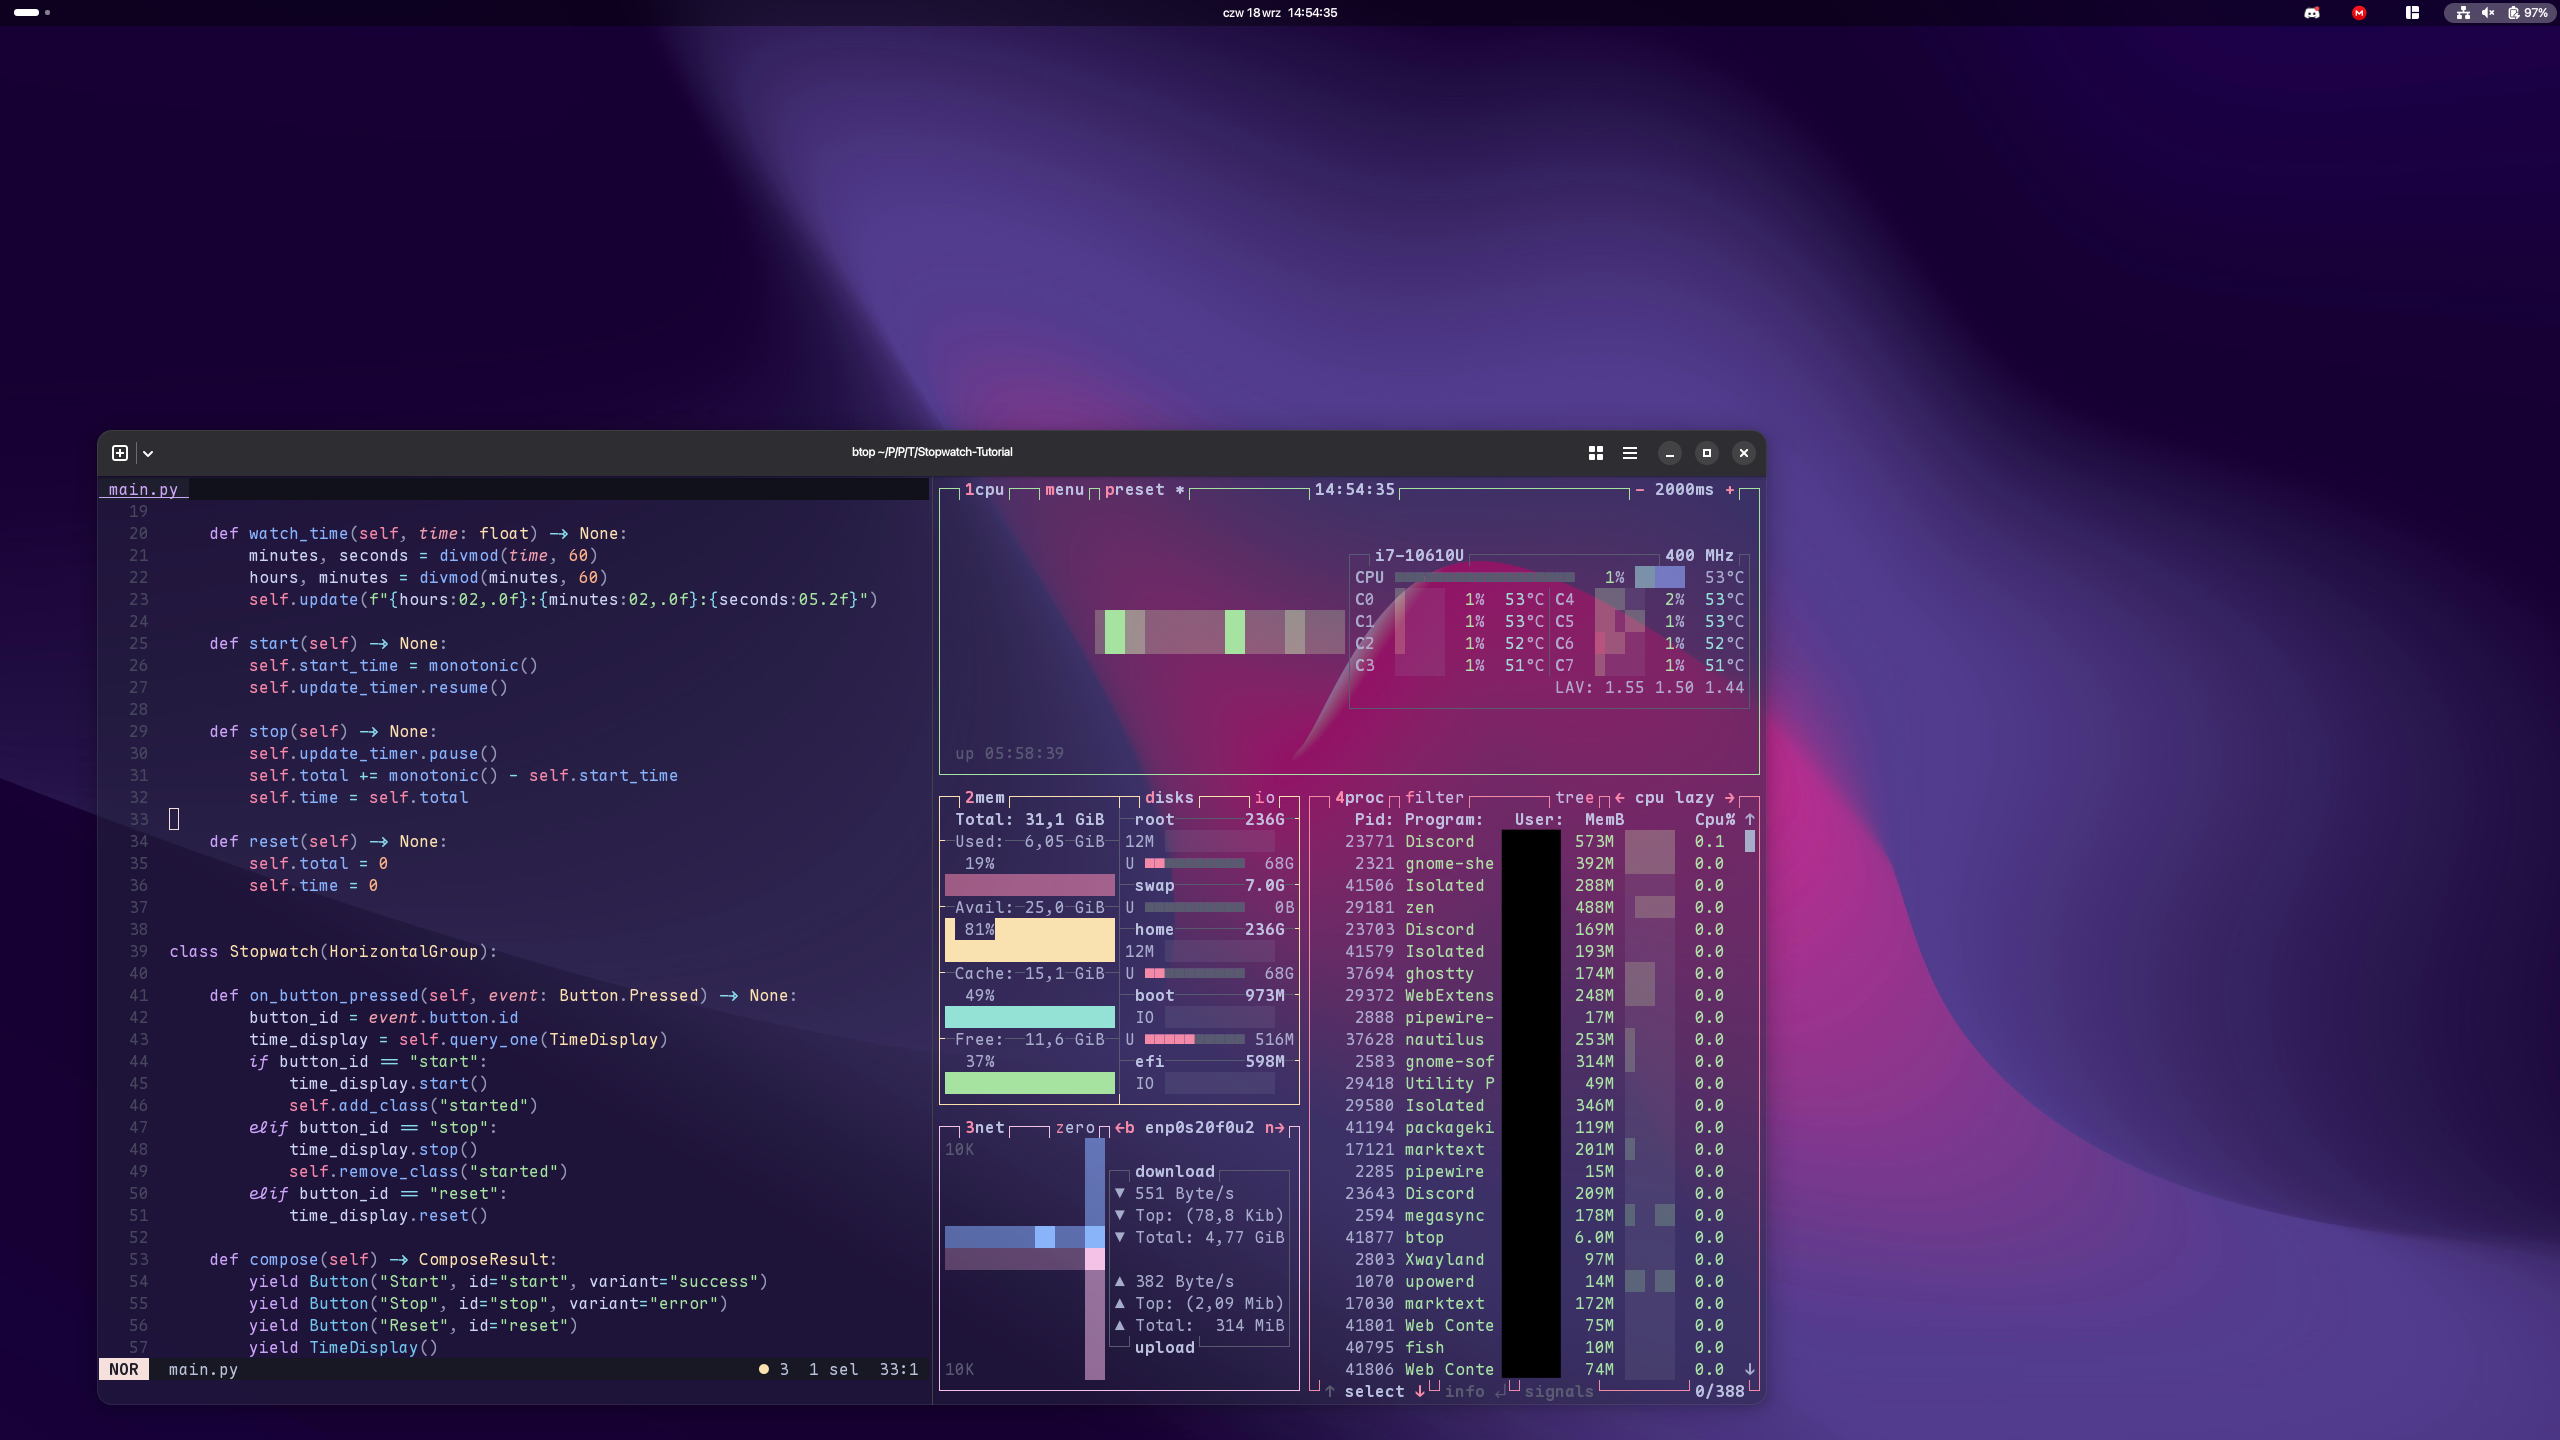 czw 18 wrz 14:54:35
97%
btop ~/P/P/T/Stopwatch-Tutorial
main.py
19
20 def watch_time(self, time: float) -> None:
21 minutes, seconds = divmod(time, 60)
22 hours, minutes = divmod(minutes, 60)
23 self.update(f"{hours:02,.0f}:{minutes:02,.0f}:{seconds:05.2f}")
24
25 def start(self) -> None:
26 self.start_time = monotonic()
27 self.update_timer.resume()
28
29 def stop(self) -> None:
30 self.update_timer.pause()
31 self.total += monotonic() - self.start_time
32 self.time = self.total
33
34 def reset(self) -> None:
35 self.total = 0
36 self.time = 0
37
38
39 class Stopwatch(HorizontalGroup):
40
41 def on_button_pressed(self, event: Button.Pressed) -> None:
42 button_id = event.button.id
43 time_display = self.query_one(TimeDisplay)
44 if button_id == "start":
45 time_display.start()
46 self.add_class("started")
47 elif button_id == "stop":
48 time_display.stop()
49 self.remove_class("started")
50 elif button_id == "reset":
51 time_display.reset()
52
53 def compose(self) -> ComposeResult:
54 yield Button("Start", id="start", variant="success")
55 yield Button("Stop", id="stop", variant="error")
56 yield Button("Reset", id="reset")
57 yield TimeDisplay()
NOR main.py ● 3 1 sel 33:1
1cpu menu preset * 14:54:35 - 2000ms +
i7-10610U 400 MHz
CPU 1% 53°C
C0 1% 53°C C4 2% 53°C
C1 1% 53°C C5 1% 53°C
C2 1% 52°C C6 1% 52°C
C3 1% 51°C C7 1% 51°C
LAV: 1.55 1.50 1.44
up 05:58:39
2mem
Total: 31,1 GiB
Used: 6,05 GiB
19%
Avail: 25,0 GiB
81%
Cache: 15,1 GiB
49%
Free: 11,6 GiB
37%
disks io
root 236G
12M
U 68G
swap 7.0G
U 0B
home 236G
12M
U 68G
boot 973M
IO
U 516M
efi 598M
IO
3net zero ←b enp0s20f0u2 n→
10K
download
▼ 551 Byte/s
▼ Top: (78,8 Kib)
▼ Total: 4,77 GiB
▲ 382 Byte/s
▲ Top: (2,09 Mib)
▲ Total: 314 MiB
upload
10K
4proc filter tree ← cpu lazy →
Pid: Program: User: MemB Cpu% ↑
23771 Discord 573M 0.1
2321 gnome-she 392M 0.0
41506 Isolated 288M 0.0
29181 zen 488M 0.0
23703 Discord 169M 0.0
41579 Isolated 193M 0.0
37694 ghostty 174M 0.0
29372 WebExtens 248M 0.0
2888 pipewire- 17M 0.0
37628 nautilus 253M 0.0
2583 gnome-sof 314M 0.0
29418 Utility P 49M 0.0
29580 Isolated 346M 0.0
41194 packageki 119M 0.0
17121 marktext 201M 0.0
2285 pipewire 15M 0.0
23643 Discord 209M 0.0
2594 megasync 178M 0.0
41877 btop 6.0M 0.0
2803 Xwayland 97M 0.0
1070 upowerd 14M 0.0
17030 marktext 172M 0.0
41801 Web Conte 75M 0.0
40795 fish 10M 0.0
41806 Web Conte 74M 0.0 ↓
↑ select ↓ info ↵ signals 0/388